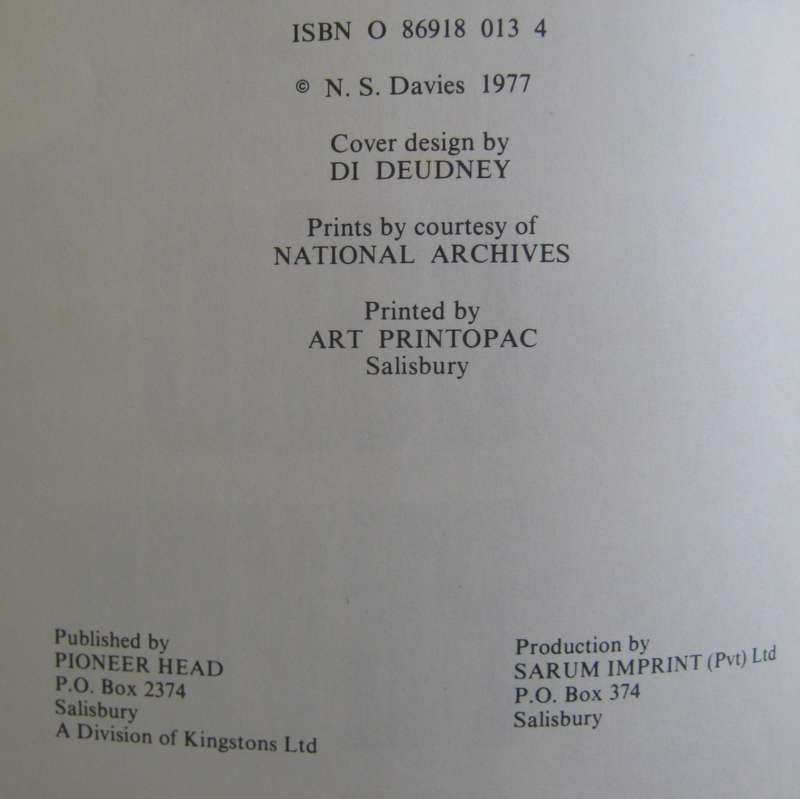 ISBN O 86918 013 4
© N. S. Davies 1977
Cover design by
DI DEUDNEY
Prints by courtesy of
NATIONAL ARCHIVES
Printed by
ART PRINTOPAC
Salisbury
Published by
PIONEER HEAD
P.O. Box 2374
Salisbury
A Division of Kingstons Ltd
Production by
SARUM IMPRINT (Pvt) Ltd
P.O. Box 374
Salisbury